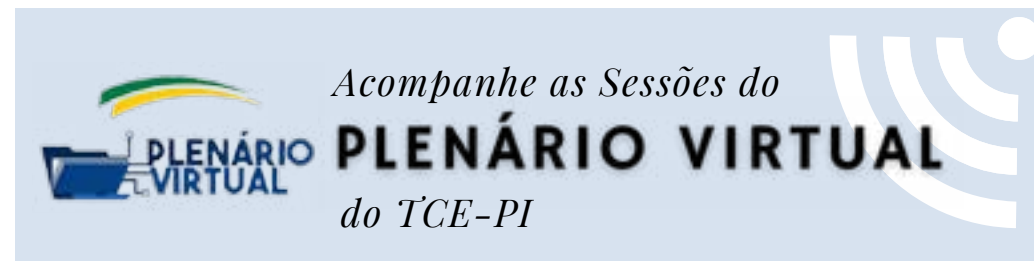 PLENÁRIO
VIRTUAL
Acompanhe as Sessões do
PLENÁRIO VIRTUAL
do TCE-PI